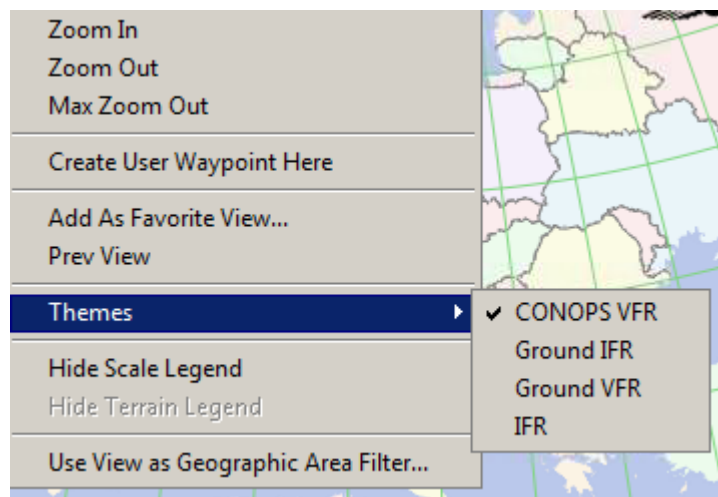 Zoom In
Zoom Out
Max Zoom Out
Create User Waypoint Here
Add As Favorite View...
Prev View
Themes
CONOPS VFR
Ground IFR
Ground VFR
IFR
Hide Scale Legend
Hide Terrain Legend
Use View as Geographic Area Filter...